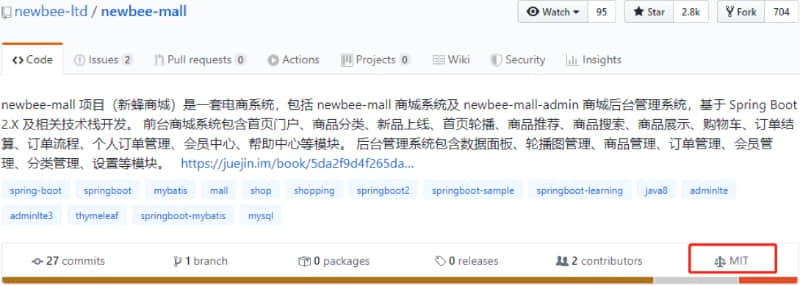 newbee-ltd / newbee-mall
Watch 95 Star 2.8k Fork 704
Code Issues 2 Pull requests 0 Actions Projects 0 Wiki Security Insights
newbee-mall 项目（新蜂商城）是一套电商系统，包括 newbee-mall 商城系统及 newbee-mall-admin 商城后台管理系统，基于 Spring Boot
2.X 及相关技术栈开发。 前台商城系统包含首页门户、商品分类、新品上线、首页轮播、商品推荐、商品搜索、商品展示、购物车、订单结
算、订单流程、个人订单管理、会员中心、帮助中心等模块。 后台管理系统包含数据面板、轮播图管理、商品管理、订单管理、会员管
理、分类管理、设置等模块。 https://juejin.im/book/5da2f9d4f265da...
spring-boot springboot mybatis mall shop shopping springboot2 springboot-sample springboot-learning java8 adminlte
adminlte3 thymeleaf springboot-mybatis mysql
27 commits 1 branch 0 packages 0 releases 2 contributors MIT